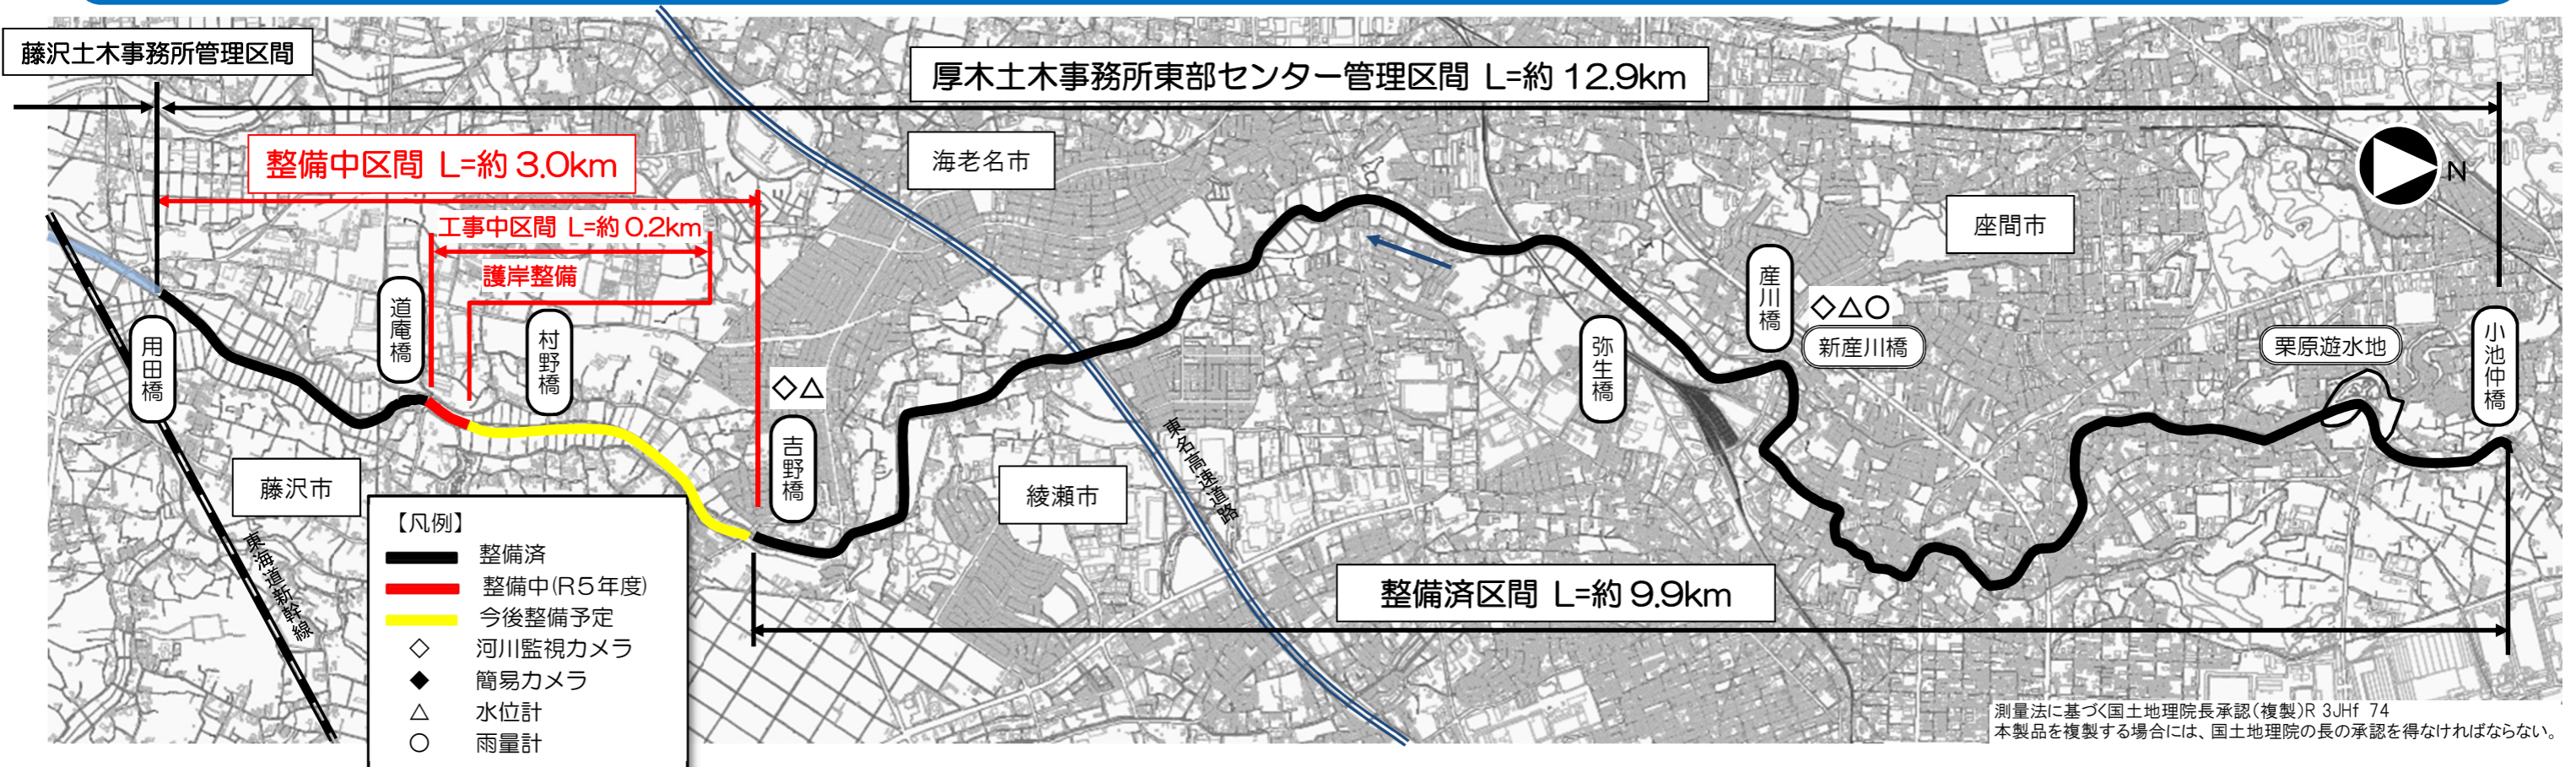 藤沢土木事務所管理区間
厚木土木事務所東部センター管理区間 L=約 12.9km
整備中区間 L=約 3.0km
工事中区間 L=約 0.2km
護岸整備
海老名市
座間市
N
用田橋
道庵橋
村野橋
吉野橋
◇△
弥生橋
産川橋
◇△○
新産川橋
栗原遊水地
小池仲橋
藤沢市
綾瀬市
東名高速道路
東海道新幹線
整備済区間 L=約 9.9km
【凡例】
整備済
整備中(R5年度)
今後整備予定
◇ 河川監視カメラ
◆ 簡易カメラ
△ 水位計
○ 雨量計
測量法に基づく国土地理院長承認(複製)R 3JHf 74
本製品を複製する場合には、国土地理院の長の承認を得なければならない。